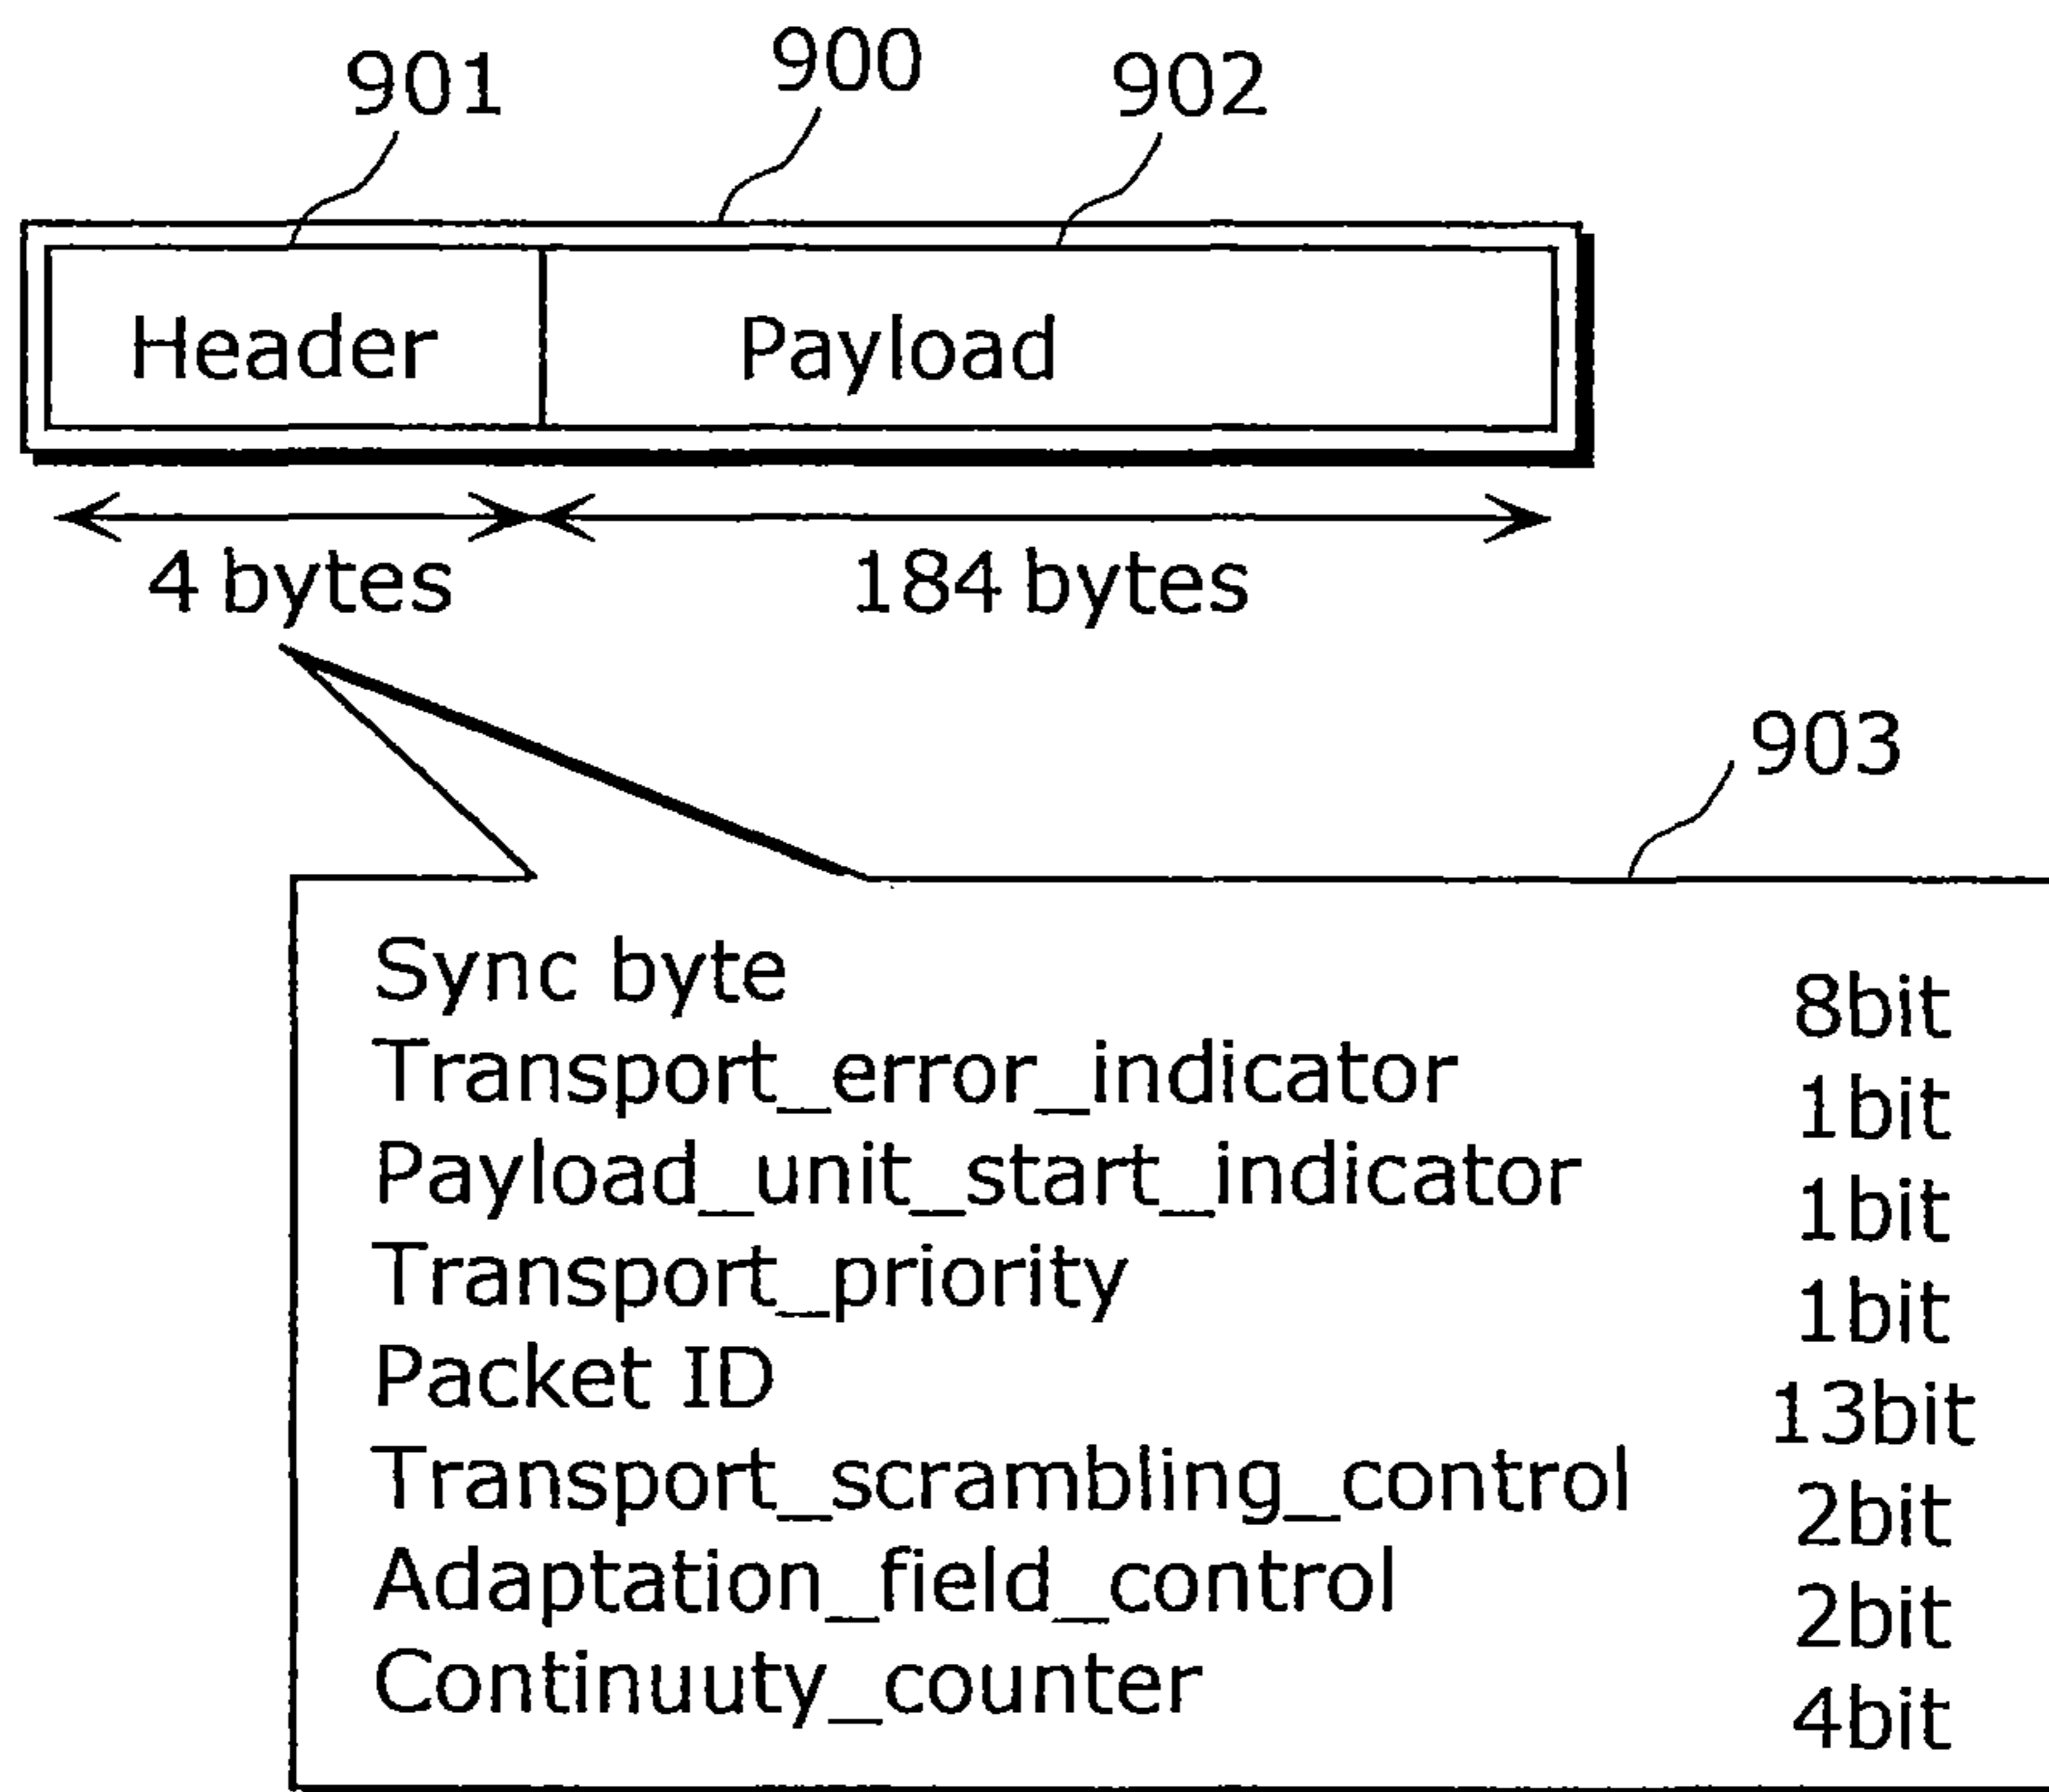 901 900 902
Header Payload
4 bytes 184 bytes
903
Sync byte 8bit
Transport_error_indicator 1bit
Payload_unit_start_indicator 1bit
Transport_priority 1bit
Packet ID 13bit
Transport_scrambling_control 2bit
Adaptation_field_control 2bit
Continuuty_counter 4bit